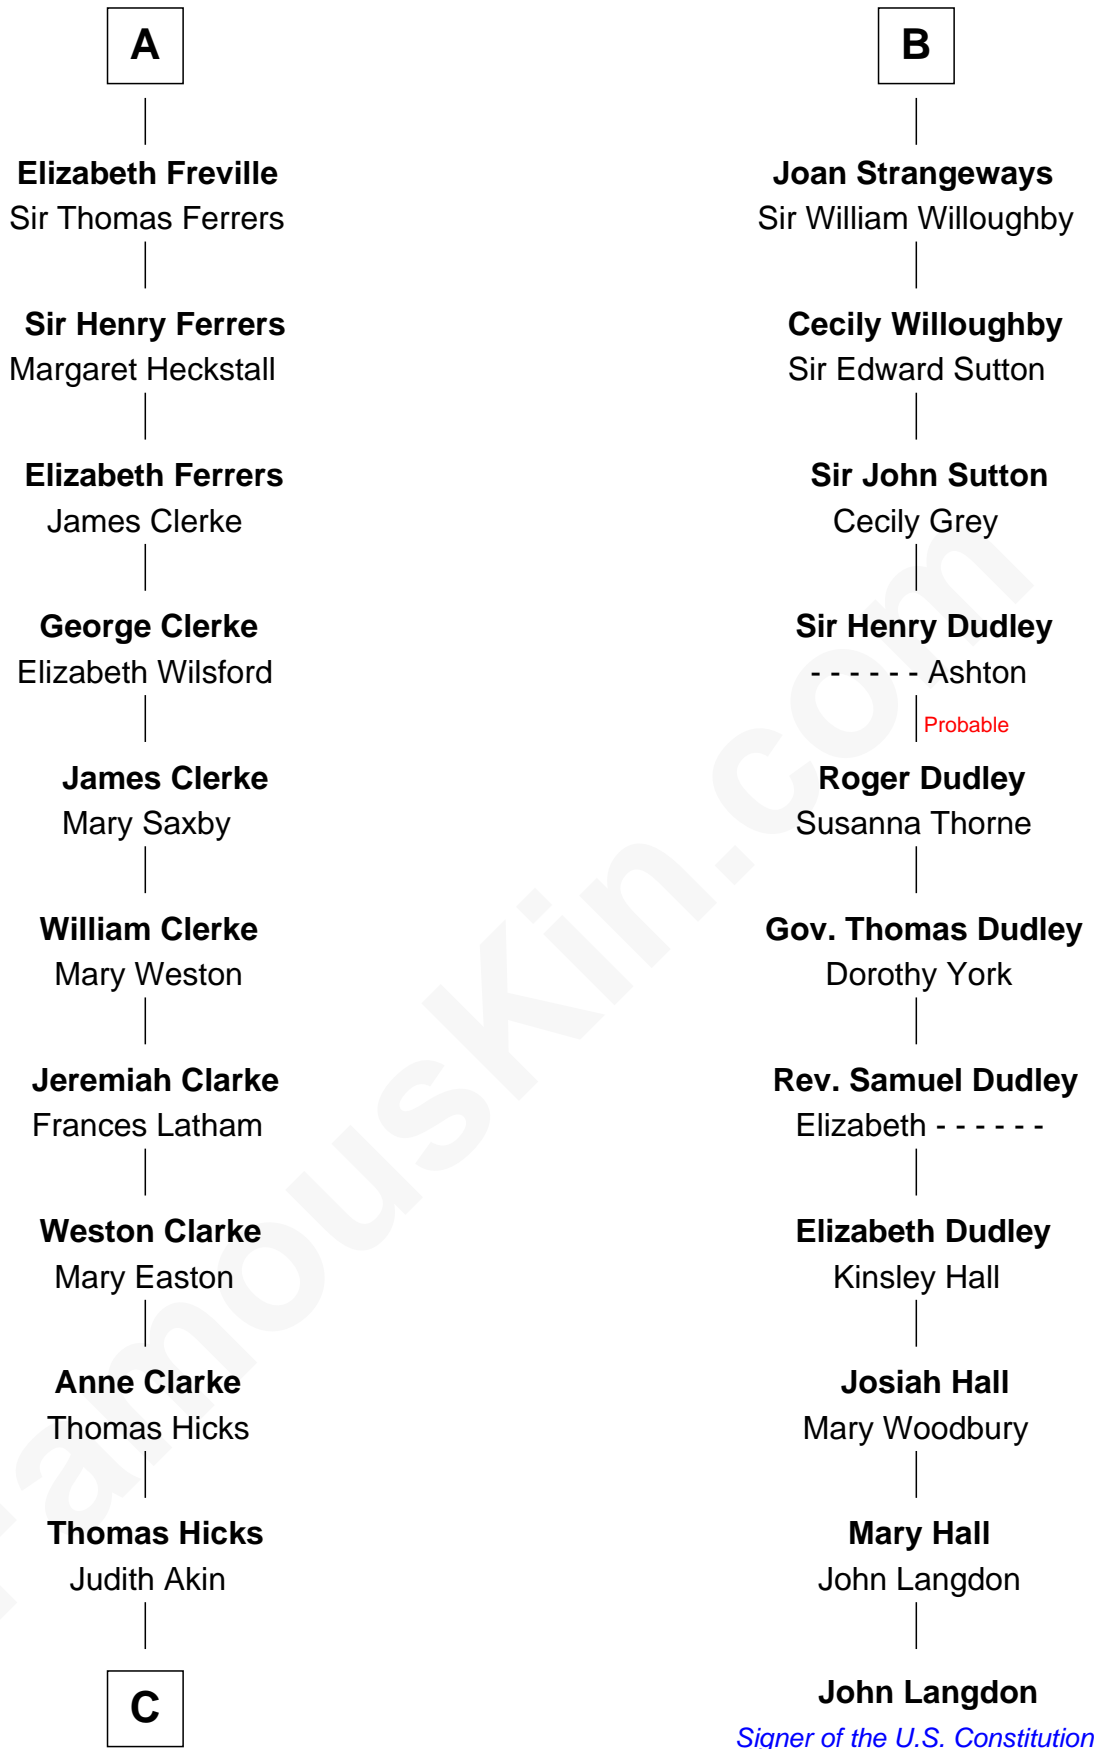 A
Elizabeth Freville
Sir Thomas Ferrers
Sir Henry Ferrers
Margaret Heckstall
Elizabeth Ferrers
James Clerke
George Clerke
Elizabeth Wilsford
James Clerke
Mary Saxby
William Clerke
Mary Weston
Jeremiah Clarke
Frances Latham
Weston Clarke
Mary Easton
Anne Clarke
Thomas Hicks
Thomas Hicks
Judith Akin
C
B
Joan Strangeways
Sir William Willoughby
Cecily Willoughby
Sir Edward Sutton
Sir John Sutton
Cecily Grey
Sir Henry Dudley
- - - - - - Ashton
Probable
Roger Dudley
Susanna Thorne
Gov. Thomas Dudley
Dorothy York
Rev. Samuel Dudley
Elizabeth - - - - - -
Elizabeth Dudley
Kinsley Hall
Josiah Hall
Mary Woodbury
Mary Hall
John Langdon
John Langdon
Signer of the U.S. Constitution
FamousKin.com